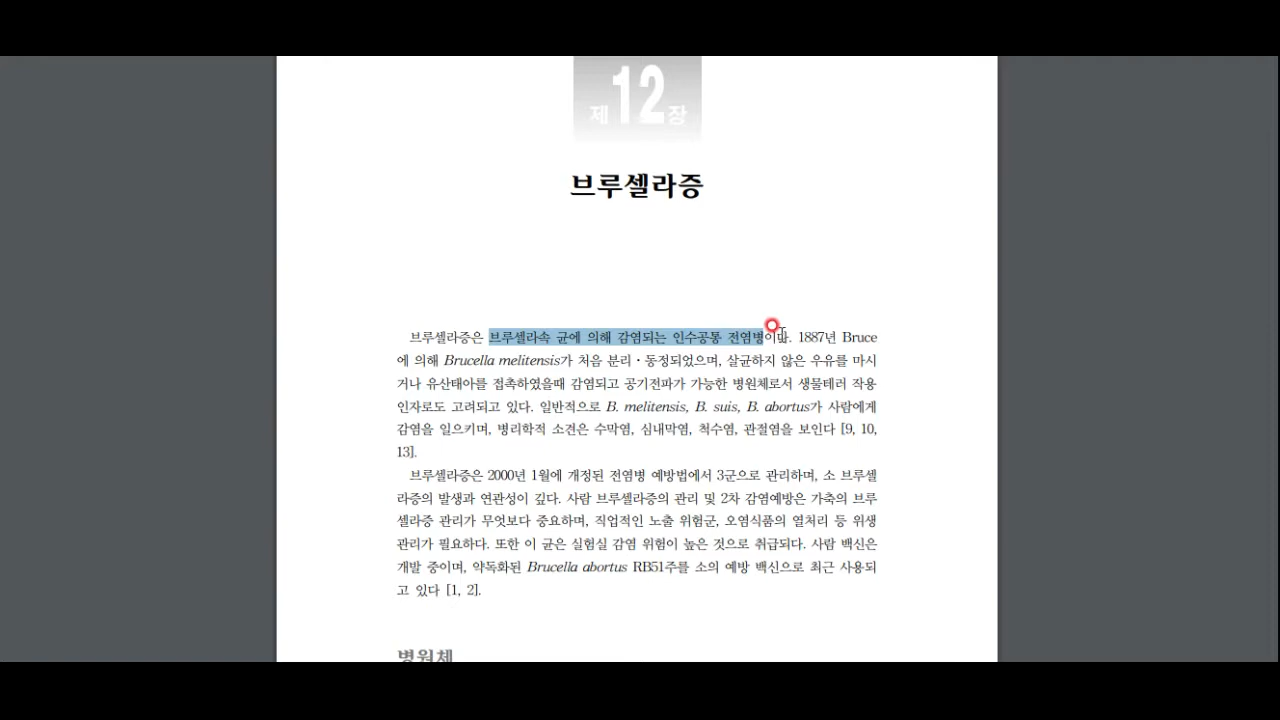 제12장
브루셀라증
브루셀라증은 브루셀라속 균에 의해 감염되는 인수공통 전염병이다. 1887년 Bruce
에 의해 Brucella melitensis가 처음 분리·동정되었으며, 살균하지 않은 우유를 마시
거나 유산태아를 접촉하였을때 감염되고 공기전파가 가능한 병원체로서 생물테러 작용
인자로도 고려되고 있다. 일반적으로 B. melitensis, B. suis, B. abortus가 사람에게
감염을 일으키며, 병리학적 소견은 수막염, 심내막염, 척수염, 관절염을 보인다 [9, 10,
13].
브루셀라증은 2000년 1월에 개정된 전염병 예방법에서 3군으로 관리하며, 소 브루셀
라증의 발생과 연관성이 깊다. 사람 브루셀라증의 관리 및 2차 감염예방은 가축의 브루
셀라증 관리가 무엇보다 중요하며, 직업적인 노출 위험군, 오염식품의 열처리 등 위생
관리가 필요하다. 또한 이 균은 실험실 감염 위험이 높은 것으로 취급되다. 사람 백신은
개발 중이며, 약독화된 Brucella abortus RB51주를 소의 예방 백신으로 최근 사용되
고 있다 [1, 2].
병원체